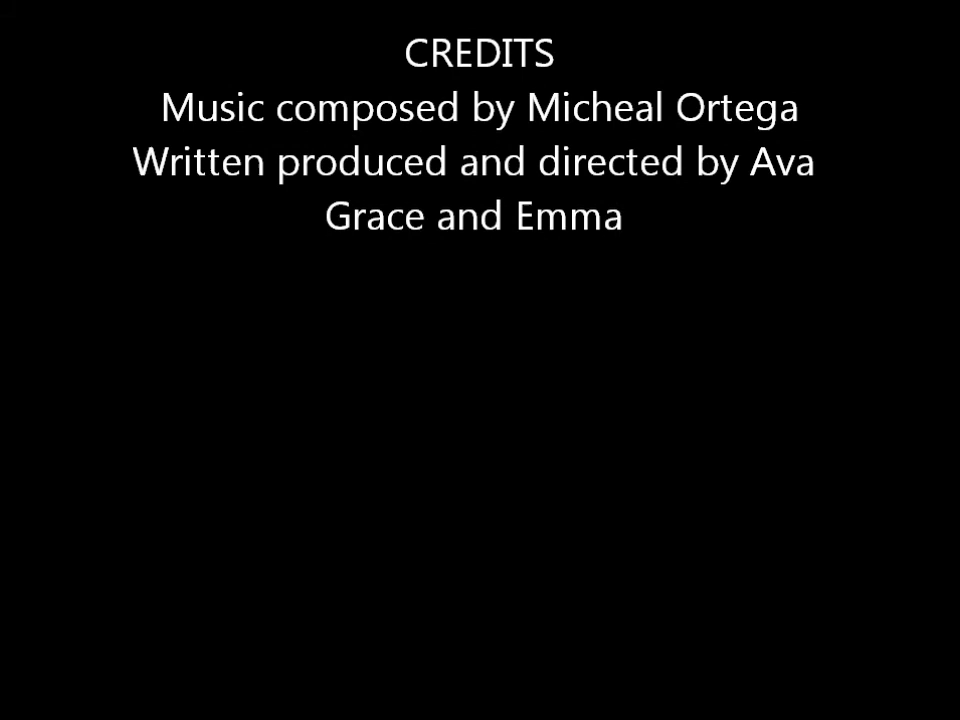 CREDITS
Music composed by Micheal Ortega
Written produced and directed by Ava
Grace and Emma